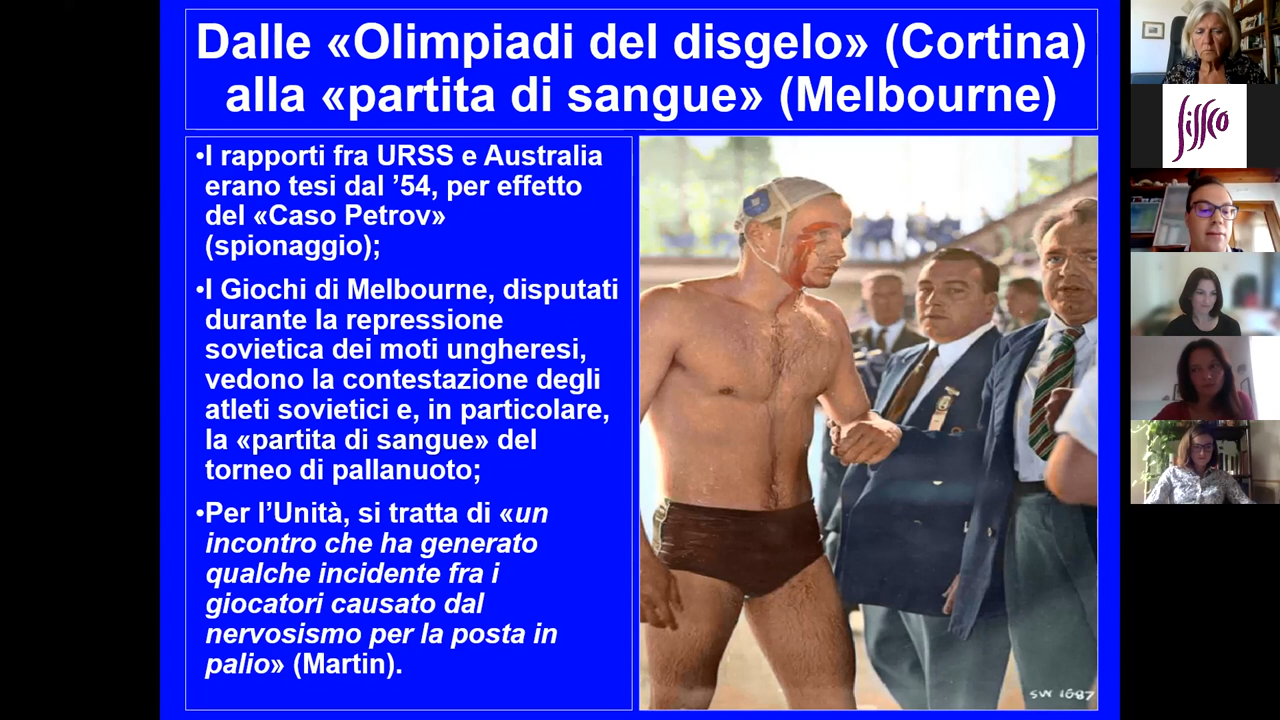 Dalle «Olimpiadi del disgelo» (Cortina)
alla «partita di sangue» (Melbourne)
•I rapporti fra URSS e Australia
erano tesi dal ’54, per effetto
del «Caso Petrov»
(spionaggio);
•I Giochi di Melbourne, disputati
durante la repressione
sovietica dei moti ungheresi,
vedono la contestazione degli
atleti sovietici e, in particolare,
la «partita di sangue» del
torneo di pallanuoto;
•Per l’Unità, si tratta di «un
incontro che ha generato
qualche incidente fra i
giocatori causato dal
nervosismo per la posta in
palio» (Martin).
SW 1687